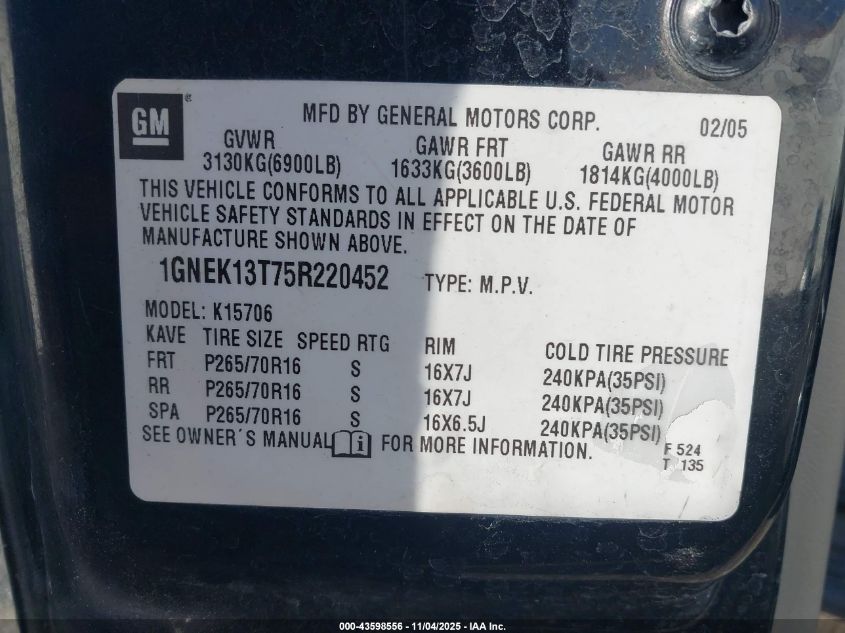 GM®
MFD BY GENERAL MOTORS CORP. 02/05
GVWR GAWR FRT GAWR RR
3130KG(6900LB) 1633KG(3600LB) 1814KG(4000LB)
THIS VEHICLE CONFORMS TO ALL APPLICABLE U.S. FEDERAL MOTOR
VEHICLE SAFETY STANDARDS IN EFFECT ON THE DATE OF
MANUFACTURE SHOWN ABOVE.
1GNEK13T75R220452 TYPE: M.P.V.
MODEL: K15706
KAVE TIRE SIZE SPEED RTG RIM COLD TIRE PRESSURE
FRT P265/70R16 S 16X7J 240KPA(35PSI)
RR P265/70R16 S 16X7J 240KPA(35PSI)
SPA P265/70R16 S 16X6.5J 240KPA(35PSI)
SEE OWNER'S MANUAL i FOR MORE INFORMATION.
F 524
T 135
000-43598556 - 11/04/2025 - IAA Inc.